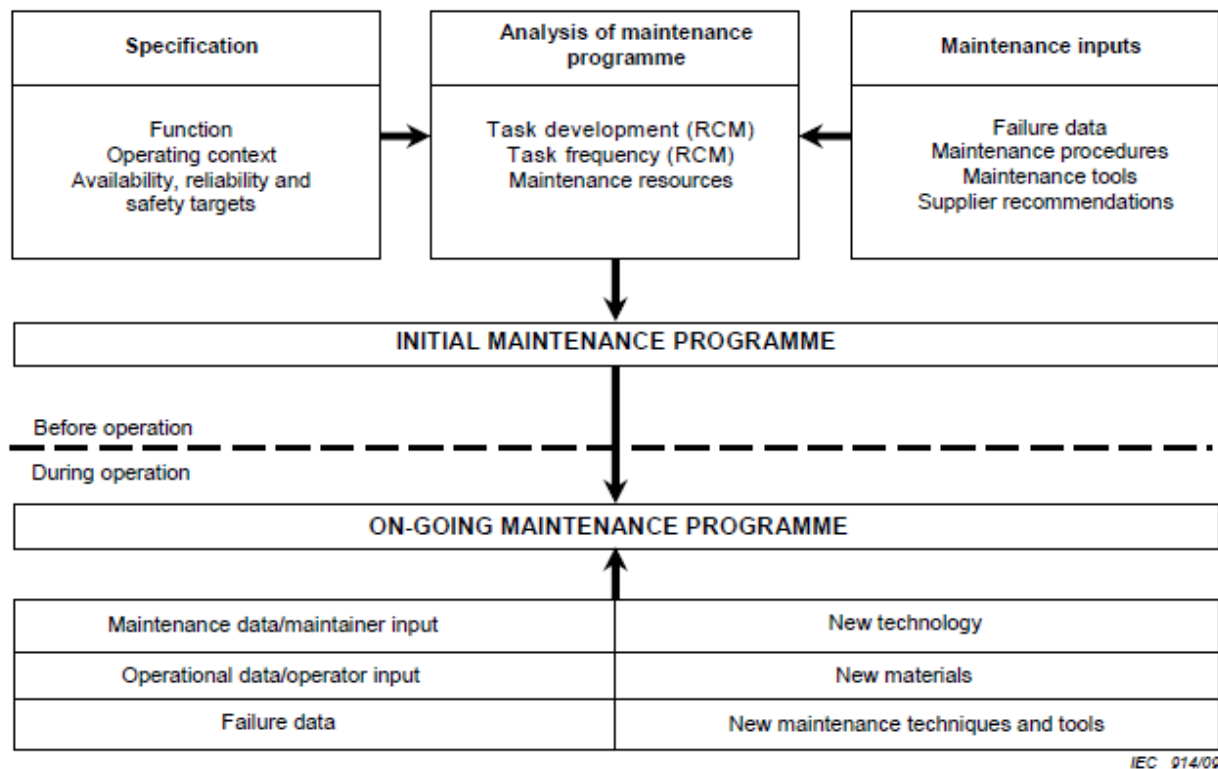 Specification
Function
Operating context
Availability, reliability and
safety targets
Analysis of maintenance
programme
Task development (RCM)
Task frequency (RCM)
Maintenance resources
Maintenance inputs
Failure data
Maintenance procedures
Maintenance tools
Supplier recommendations
INITIAL MAINTENANCE PROGRAMME
Before operation
During operation
ON-GOING MAINTENANCE PROGRAMME
Maintenance data/maintainer input
New technology
Operational data/operator input
New materials
Failure data
New maintenance techniques and tools
IEC 914/09